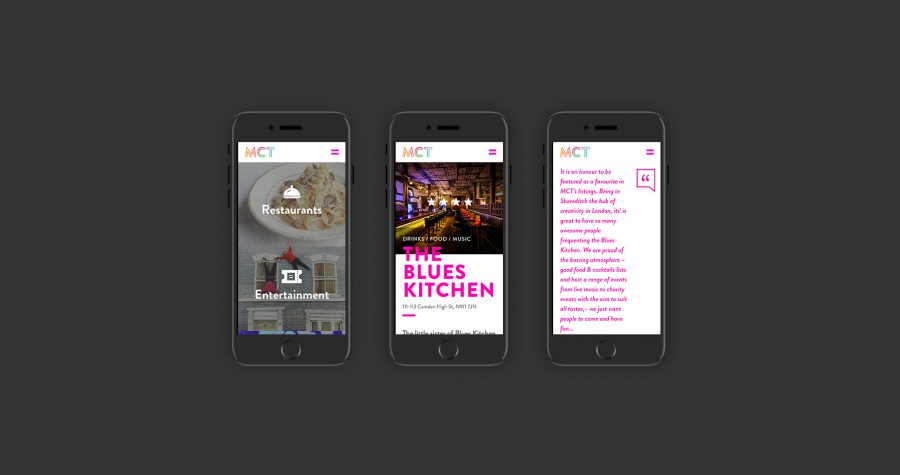 MCT
Restaurants
Entertainment
MCT
DRINKS / FOOD / MUSIC
THE
BLUES
KITCHEN
111-113 Camden High St, NW1 7JN
The little sister of Blues Kitchen
MCT
It is an honour to be
featured as a favourite in
MCT's listings. Being in
Shoreditch the hub of
creativity in London, its' is
great to have so many
awesome people
frequenting the Blues
Kitchen. We are proud of
the buzzing atmosphere –
good food & cocktails lists
and host a range of events
from live music to charity
events with the aim to suit
all tastes, – we just want
people to come and have
fun...
“